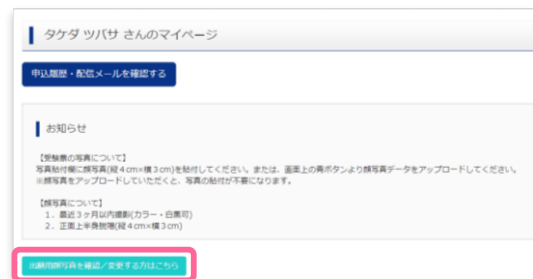 タケダ ツバサ さんのマイページ
申込履歴・配信メールを確認する
お知らせ
【受験票の写真について】
写真貼付欄に顔写真(縦4cm×横3cm)を貼付してください。または、画面上の青ボタンより顔写真データをアップロードしてください。
※顔写真をアップロードしていただくと、写真の貼付が不要になります。
【顔写真について】
1．最近3ヶ月以内撮影(カラー・白黒可)
2．正面上半身脱帽(縦4cm×横3cm)
出願用顔写真を確認／変更する方はこちら